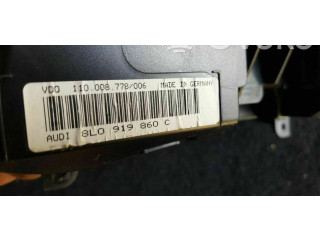 VDO 110.008.778/006 MADE IN GERMANY
AUDI 8L0 919 860 C